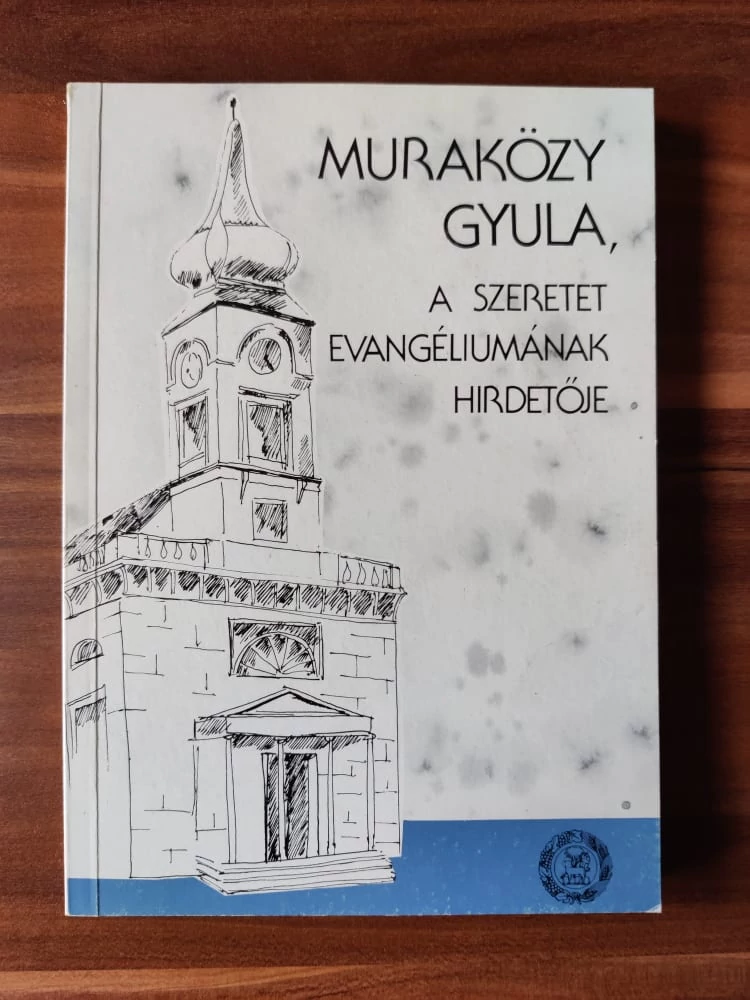 MURAKÖZY
GYULA,
A SZERETET
EVANGÉLIUMÁNAK
HIRDETŐJE